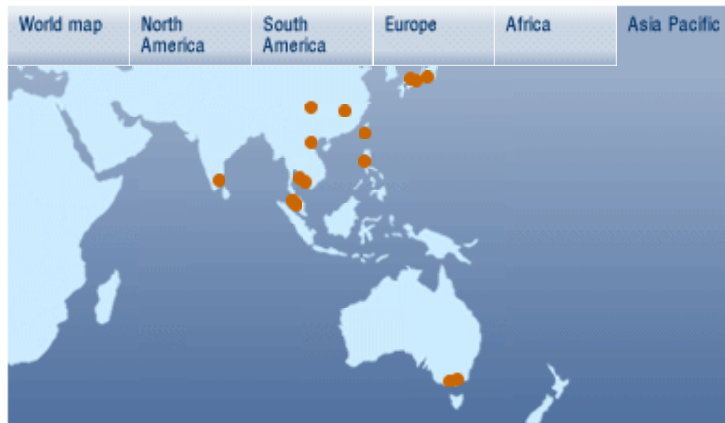 World map
North
America
South
America
Europe
Africa
Asia Pacific